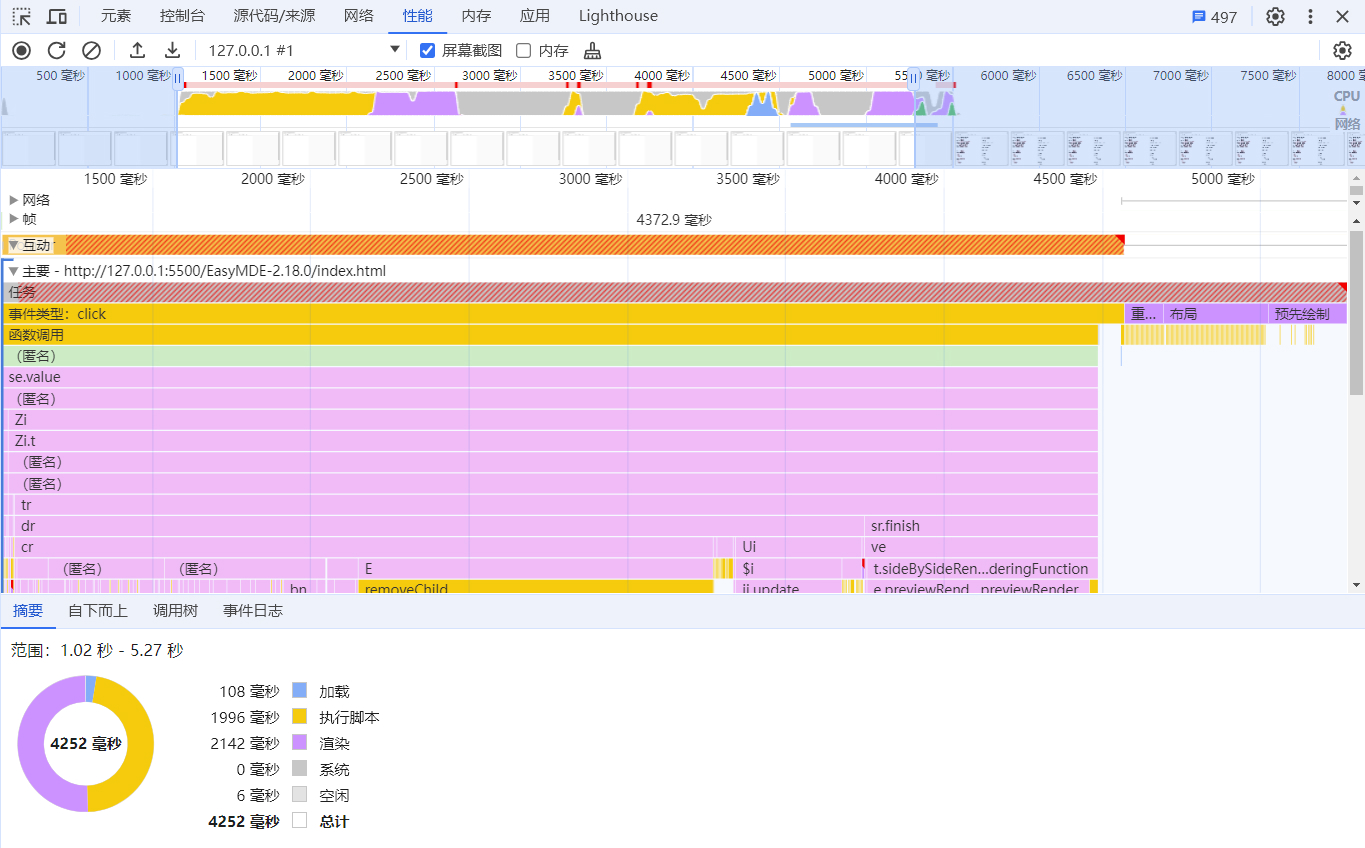 元素 控制台 源代码/来源 网络 性能 内存 应用 Lighthouse 497
127.0.0.1 #1 屏幕截图 内存
500 毫秒 1000 毫秒 1500 毫秒 2000 毫秒 2500 毫秒 3000 毫秒 3500 毫秒 4000 毫秒 4500 毫秒 5000 毫秒 毫秒 6000 毫秒 6500 毫秒 7000 毫秒 7500 毫秒 8000 毫
CPU
网络
1500 毫秒 2000 毫秒 2500 毫秒 3000 毫秒 3500 毫秒 4000 毫秒 4500 毫秒 5000 毫秒
网络
帧 4372.9 毫秒
互动
主要 - http://127.0.0.1:5500/EasyMDE-2.18.0/index.html
任务
事件类型：click 重... 布局 预先绘制
函数调用
（匿名）
se.value
（匿名）
Zi
Zi.t
（匿名）
（匿名）
tr
dr sr.finish
cr Ui ve
（匿名） （匿名） E $i t.sideBySideRen...deringFunction
bn removeChild ii.update e.previewRend...previewRender
摘要 自下而上 调用树 事件日志
范围：1.02 秒 - 5.27 秒
4252 毫秒
108 毫秒 加载
1996 毫秒 执行脚本
2142 毫秒 渲染
0 毫秒 系统
6 毫秒 空闲
4252 毫秒 总计